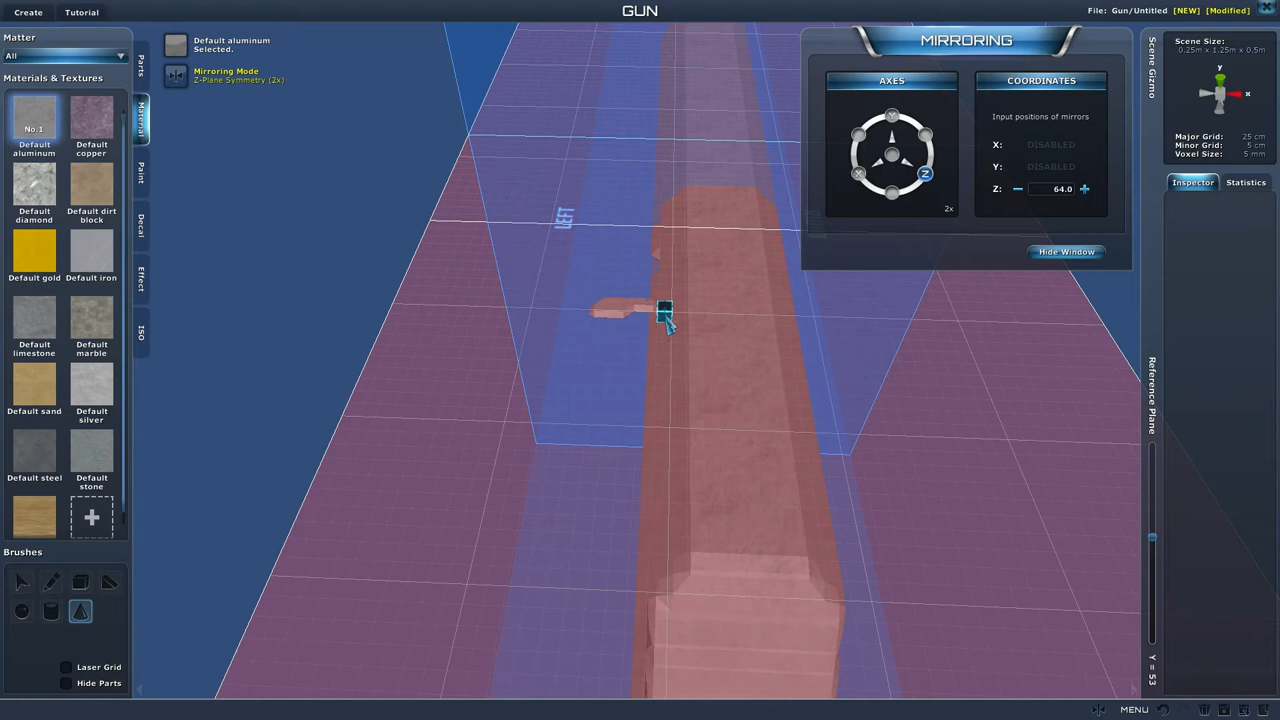 Create
Tutorial
GUN
File: Gun/Untitled [NEW] [Modified]
Matter
All
Materials & Textures
No.1
Default aluminum
Default copper
Default diamond
Default dirt block
Default gold
Default iron
Default limestone
Default marble
Default sand
Default silver
Default steel
Default stone
Brushes
Laser Grid
Hide Parts
Parts
Material
Paint
Decal
Effect
ISO
Default aluminum
Selected.
Mirroring Mode
Z-Plane Symmetry (2x)
LEFT
MIRRORING
AXES
Y
X
Z
2x
COORDINATES
Input positions of mirrors
X: DISABLED
Y: DISABLED
Z: 64.0
Hide Window
Scene Gizmo
Scene Size:
0.25m x 1.25m x 0.5m
Y
X
Major Grid: 25 cm
Minor Grid: 5 cm
Voxel Size: 5 mm
Inspector
Statistics
Reference Plane
Y = 53
MENU